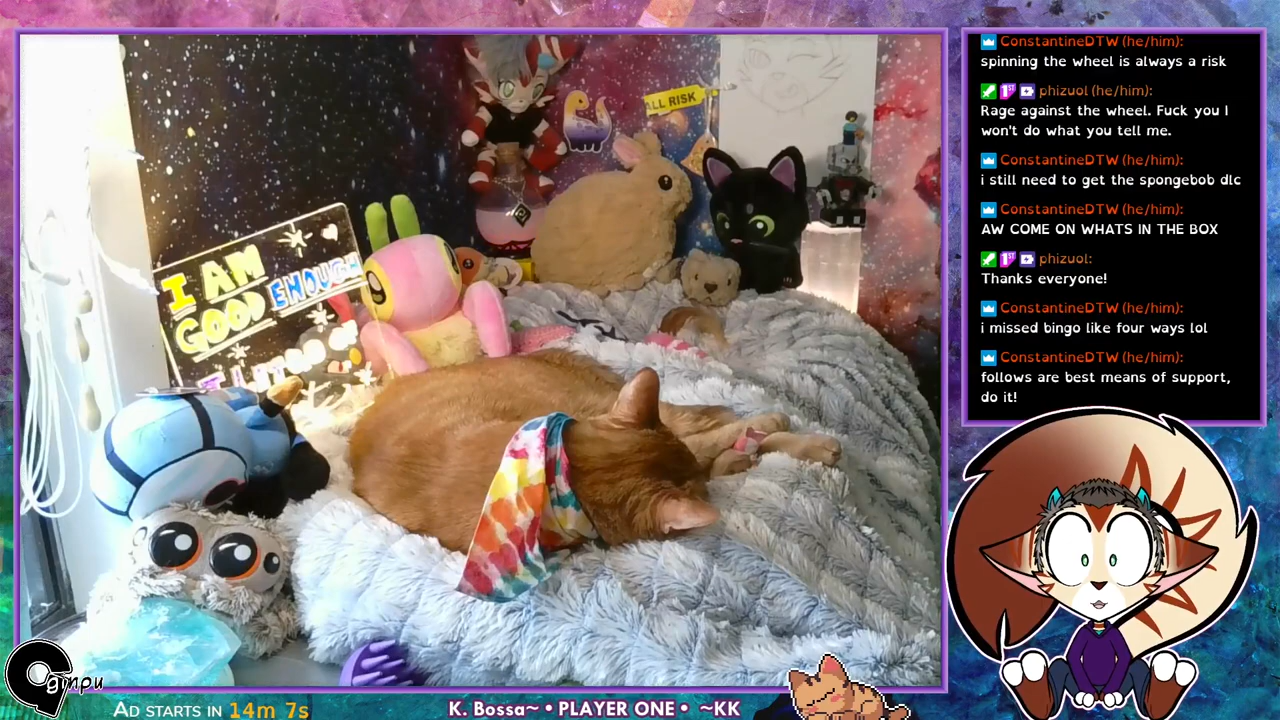 ConstantineDTW (he/him):
spinning the wheel is always a risk
phizuol (he/him):
Rage against the wheel. Fuck you I
won't do what you tell me.
ConstantineDTW (he/him):
i still need to get the spongebob dlc
ConstantineDTW (he/him):
AW COME ON WHATS IN THE BOX
phizuol:
Thanks everyone!
ConstantineDTW (he/him):
i missed bingo like four ways lol
ConstantineDTW (he/him):
follows are best means of support,
do it!
ALL RISK
I AM
GOOD ENOUGH
ginpu
AD STARTS IN 14m 7s
K. Bossa~ • PLAYER ONE • ~KK